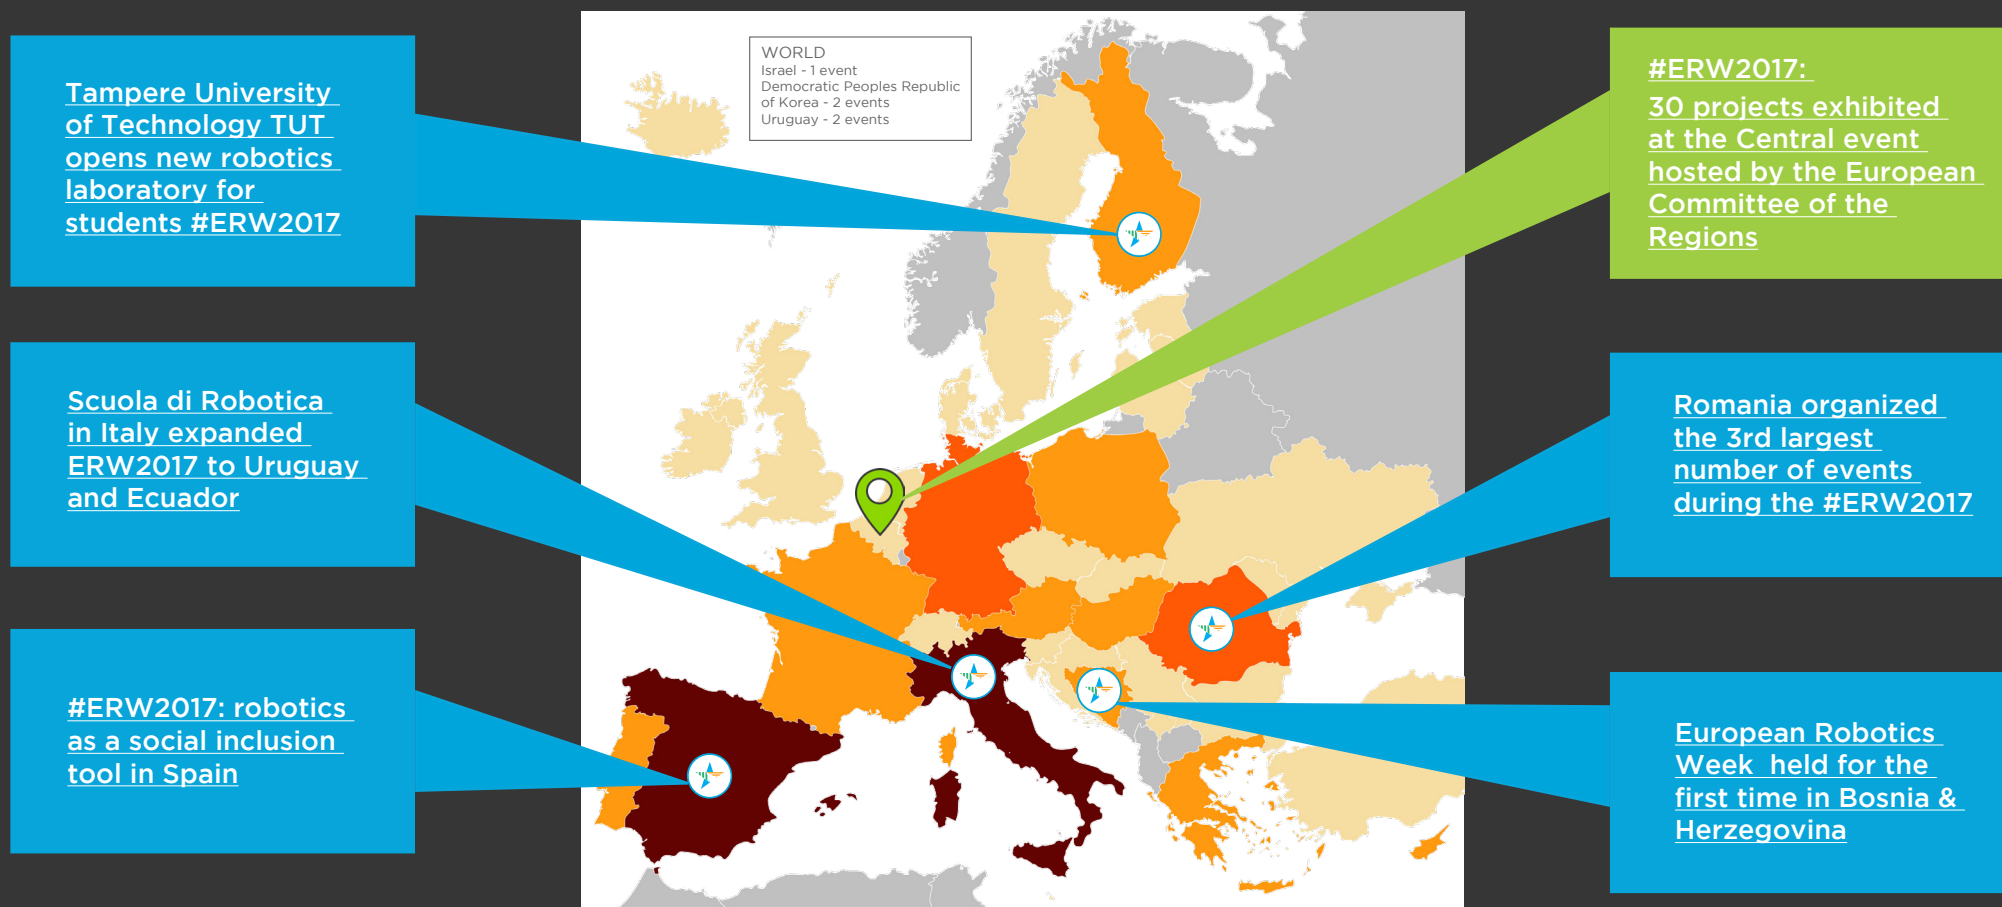 Tampere University
of Technology TUT
opens new robotics
laboratory for
students #ERW2017
Scuola di Robotica
in Italy expanded
ERW2017 to Uruguay
and Ecuador
#ERW2017: robotics
as a social inclusion
tool in Spain
WORLD
Israel - 1 event
Democratic Peoples Republic
of Korea - 2 events
Uruguay - 2 events
#ERW2017:
30 projects exhibited
at the Central event
hosted by the European
Committee of the
Regions
Romania organized
the 3rd largest
number of events
during the #ERW2017
European Robotics
Week held for the
first time in Bosnia &
Herzegovina